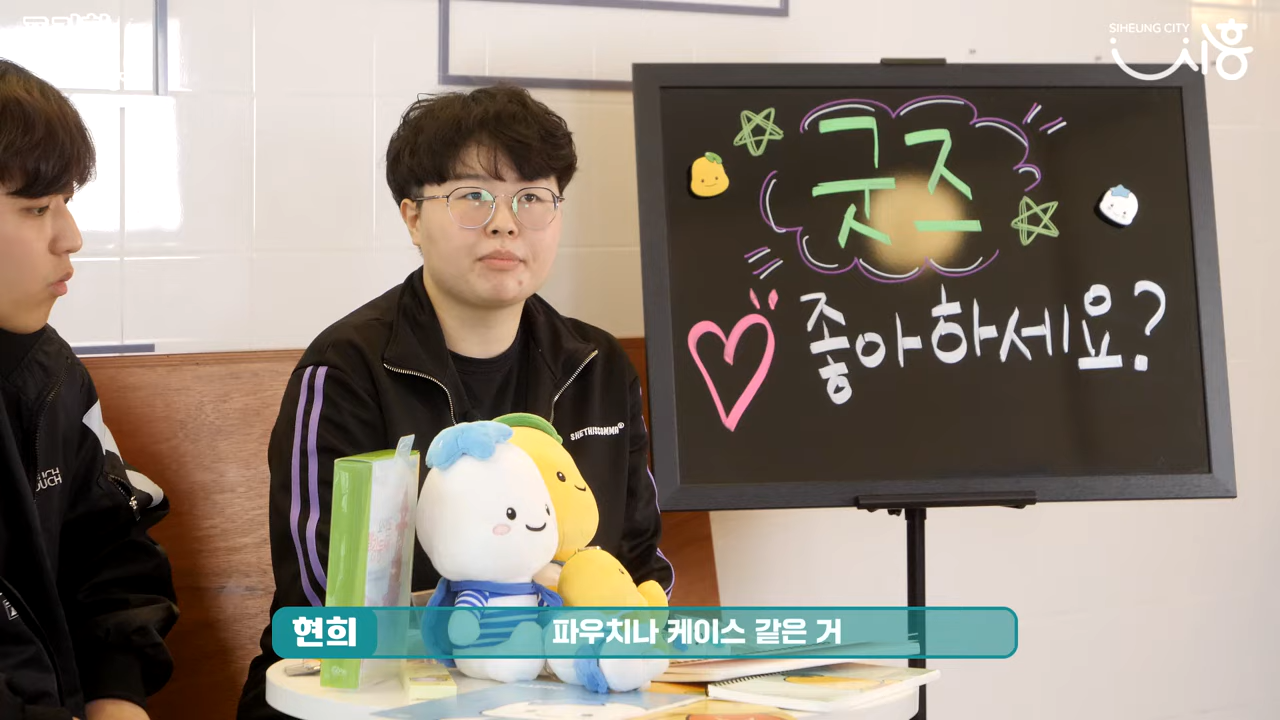 SIHEUNG CITY
시흥
굿즈
좋아하세요?
SHETHISCOMMA
현희
파우치나 케이스 같은 거